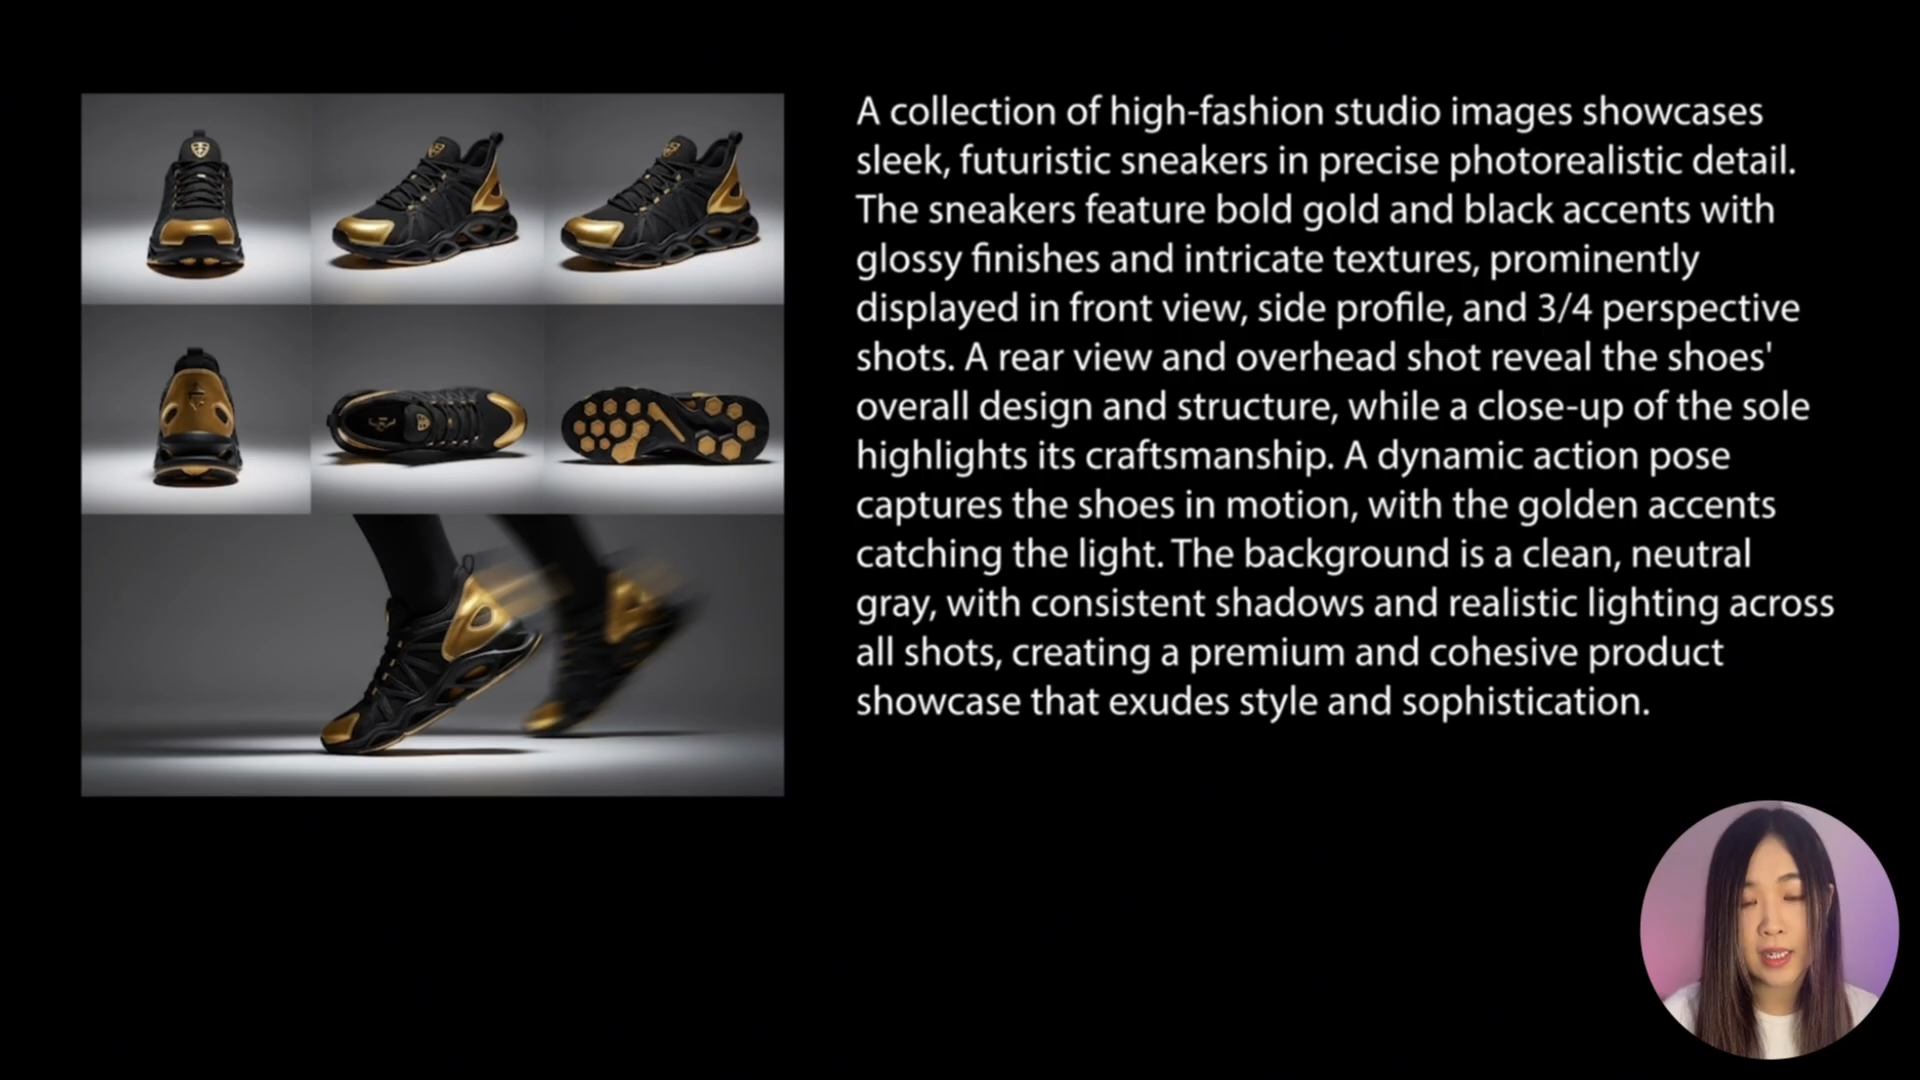 A collection of high-fashion studio images showcases
sleek, futuristic sneakers in precise photorealistic detail.
The sneakers feature bold gold and black accents with
glossy finishes and intricate textures, prominently
displayed in front view, side profile, and 3/4 perspective
shots. A rear view and overhead shot reveal the shoes'
overall design and structure, while a close-up of the sole
highlights its craftsmanship. A dynamic action pose
captures the shoes in motion, with the golden accents
catching the light. The background is a clean, neutral
gray, with consistent shadows and realistic lighting across
all shots, creating a premium and cohesive product
showcase that exudes style and sophistication.